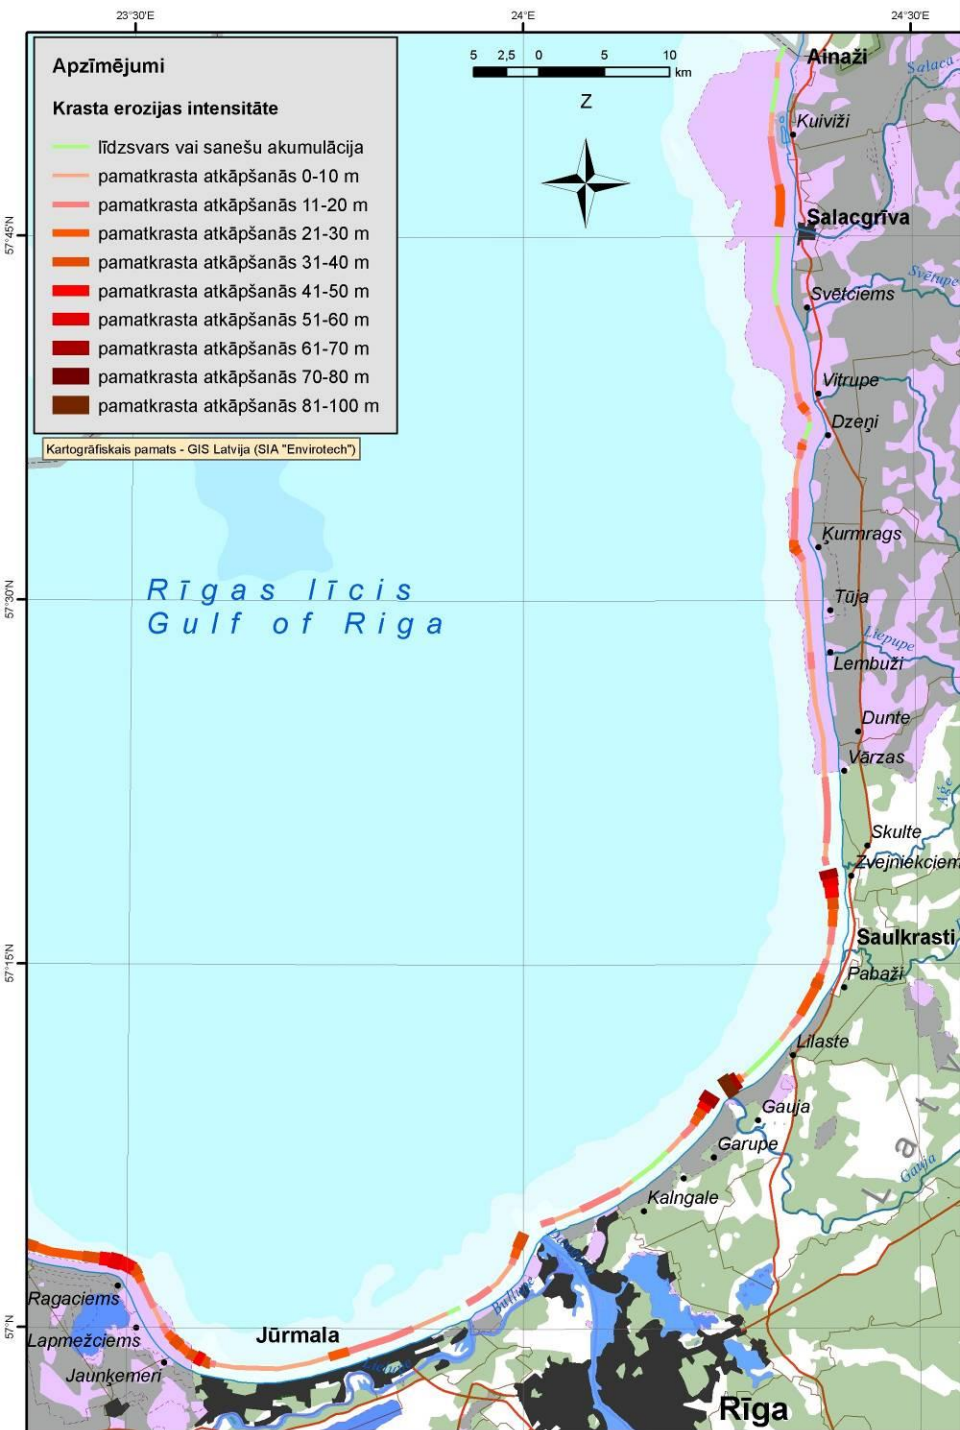 23°30'E
24°E
24°30'E
Apzīmējumi
Krasta erozijas intensitāte
līdzsvars vai sanešu akumulācija
pamatkrasta atkāpšanās 0-10 m
pamatkrasta atkāpšanās 11-20 m
pamatkrasta atkāpšanās 21-30 m
pamatkrasta atkāpšanās 31-40 m
pamatkrasta atkāpšanās 41-50 m
pamatkrasta atkāpšanās 51-60 m
pamatkrasta atkāpšanās 61-70 m
pamatkrasta atkāpšanās 70-80 m
pamatkrasta atkāpšanās 81-100 m
Kartogrāfiskais pamats - GIS Latvija (SIA "Envirotech")
5 2,5 0 5 10
km
Z
Ainaži
Salaca
Kuiviži
Salacgrīva
57°45'N
Svētupe
Svētciems
Vitrupe
Dzeņi
Kurmrags
57°30'N
Rīgas līcis
Gulf of Riga
Tūja
Liepupe
Lembuži
Dunte
Vārzas
Aģe
Skulte
Zvejniekciem
Saulkrasti
57°15'N
Pabaži
Lilaste
Gauja
Garupe
L a t v
Gauja
Kalngale
Bullupe
Ragaciems
57°N
Lapmežciems
Jūrmala
Jaunķemeri
Lielupe
Rīga